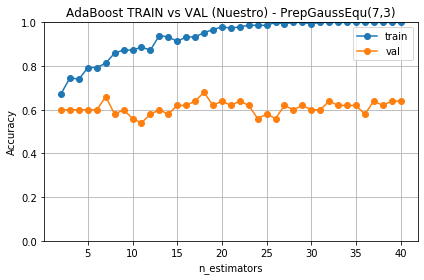 AdaBoost TRAIN vs VAL (Nuestro) - PrepGaussEqu(7,3)
1.0
0.8
0.6
0.4
0.2
0.0
Accuracy
train
val
5 10 15 20 25 30 35 40
n_estimators